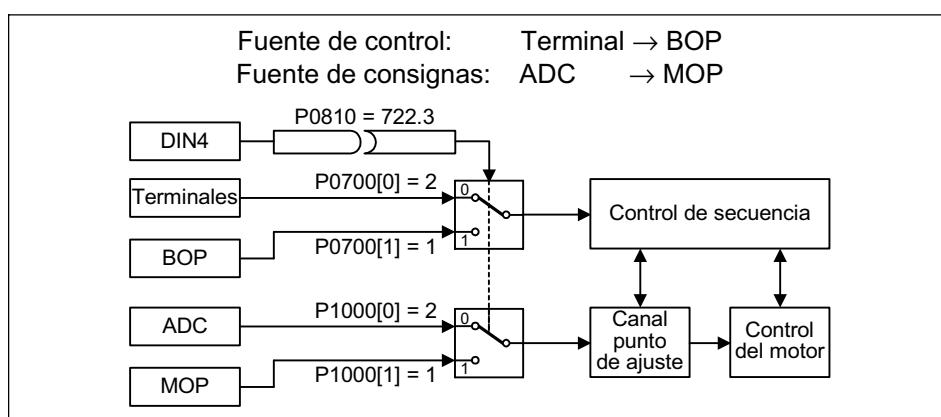 Fuente de control: Terminal → BOP
Fuente de consignas: ADC → MOP
P0810 = 722.3
DIN4
Terminales
P0700[0] = 2
0
1
BOP
P0700[1] = 1
Control de secuencia
ADC
P1000[0] = 2
0
1
MOP
P1000[1] = 1
Canal
punto
de ajuste
Control
del motor